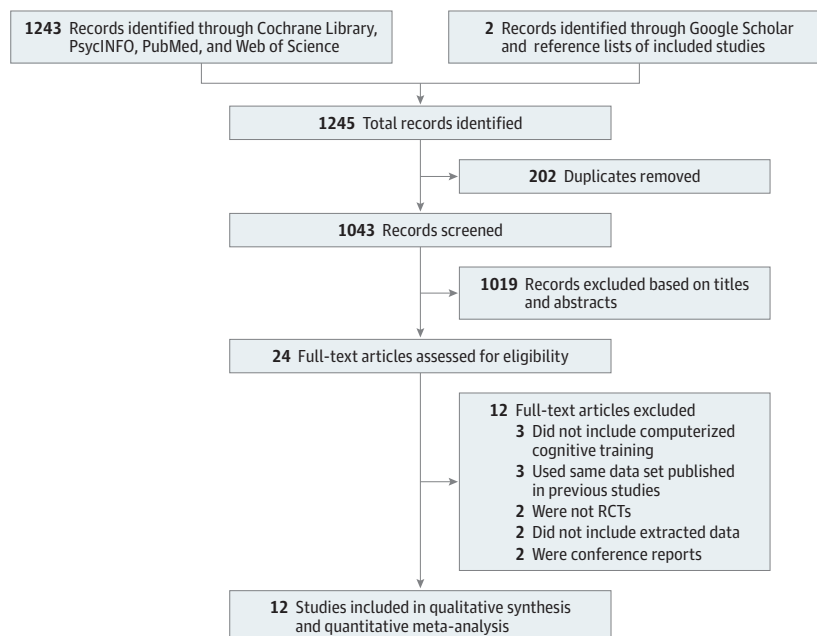 1243 Records identified through Cochrane Library,
PsycINFO, PubMed, and Web of Science
2 Records identified through Google Scholar
and reference lists of included studies
1245 Total records identified
202 Duplicates removed
1043 Records screened
1019 Records excluded based on titles
and abstracts
24 Full-text articles assessed for eligibility
12 Full-text articles excluded
3 Did not include computerized
cognitive training
3 Used same data set published
in previous studies
2 Were not RCTs
2 Did not include extracted data
2 Were conference reports
12 Studies included in qualitative synthesis
and quantitative meta-analysis